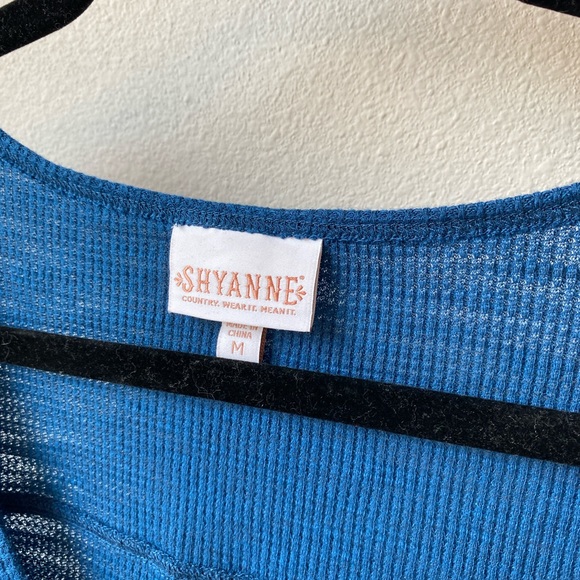 SHYANNE®
COUNTRY. WEAR IT. MEAN IT.
MADE IN
CHINA
M